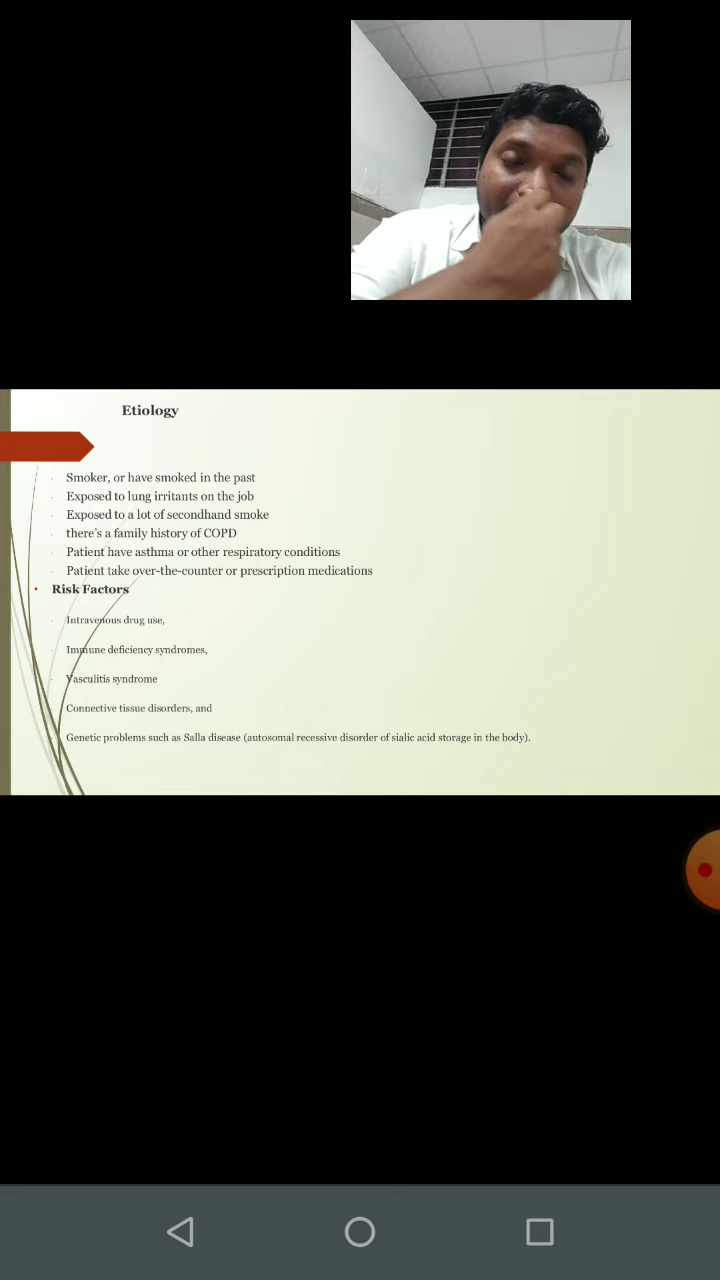 Etiology
Smoker, or have smoked in the past
Exposed to lung irritants on the job
Exposed to a lot of secondhand smoke
there's a family history of COPD
Patient have asthma or other respiratory conditions
Patient take over-the-counter or prescription medications
Risk Factors
Intravenous drug use,
Immune deficiency syndromes,
Vasculitis syndrome
Connective tissue disorders, and
Genetic problems such as Salla disease (autosomal recessive disorder of sialic acid storage in the body).